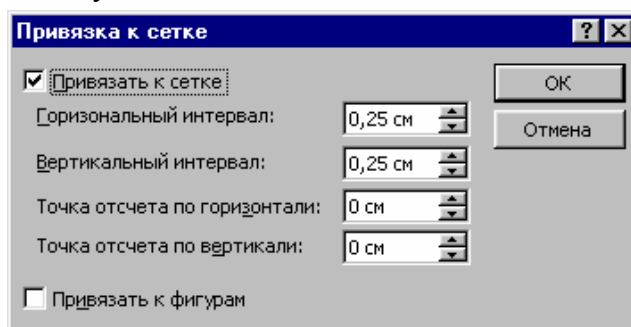 Привязка к сетке
Привязать к сетке
ОК
Горизональный интервал: 0,25 см
Отмена
Вертикальный интервал: 0,25 см
Точка отсчета по горизонтали: 0 см
Точка отсчета по вертикали: 0 см
Привязать к фигурам